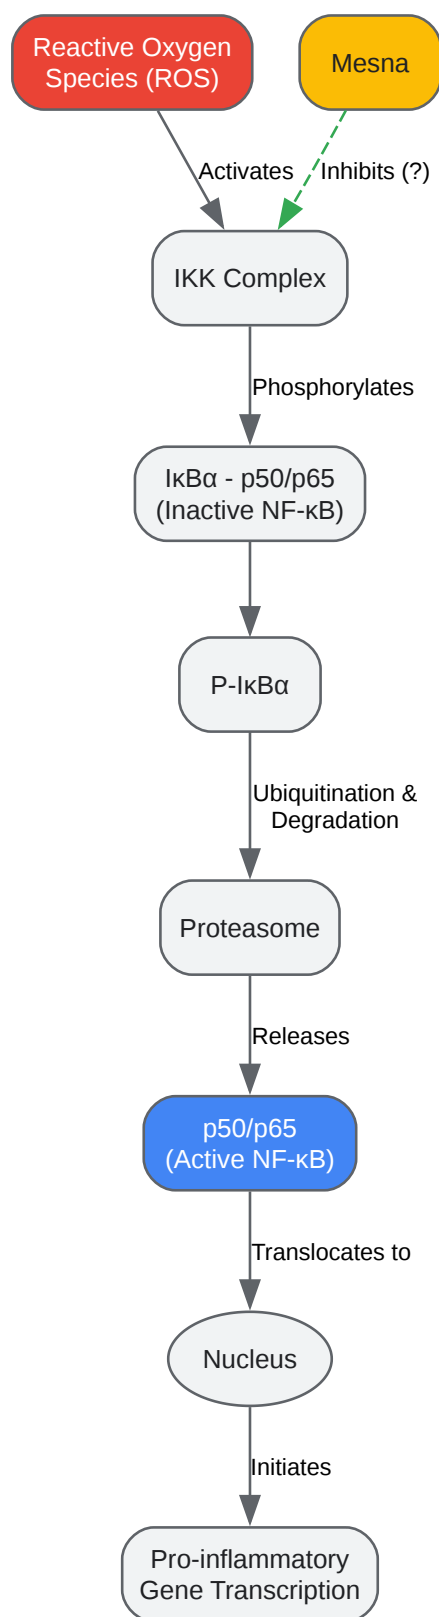 Reactive Oxygen
Species (ROS)
Mesna
Activates
Inhibits (?)
IKK Complex
Phosphorylates
IκBα - p50/p65
(Inactive NF-κB)
P-IκBα
Ubiquitination &
Degradation
Proteasome
Releases
p50/p65
(Active NF-κB)
Translocates to
Nucleus
Initiates
Pro-inflammatory
Gene Transcription